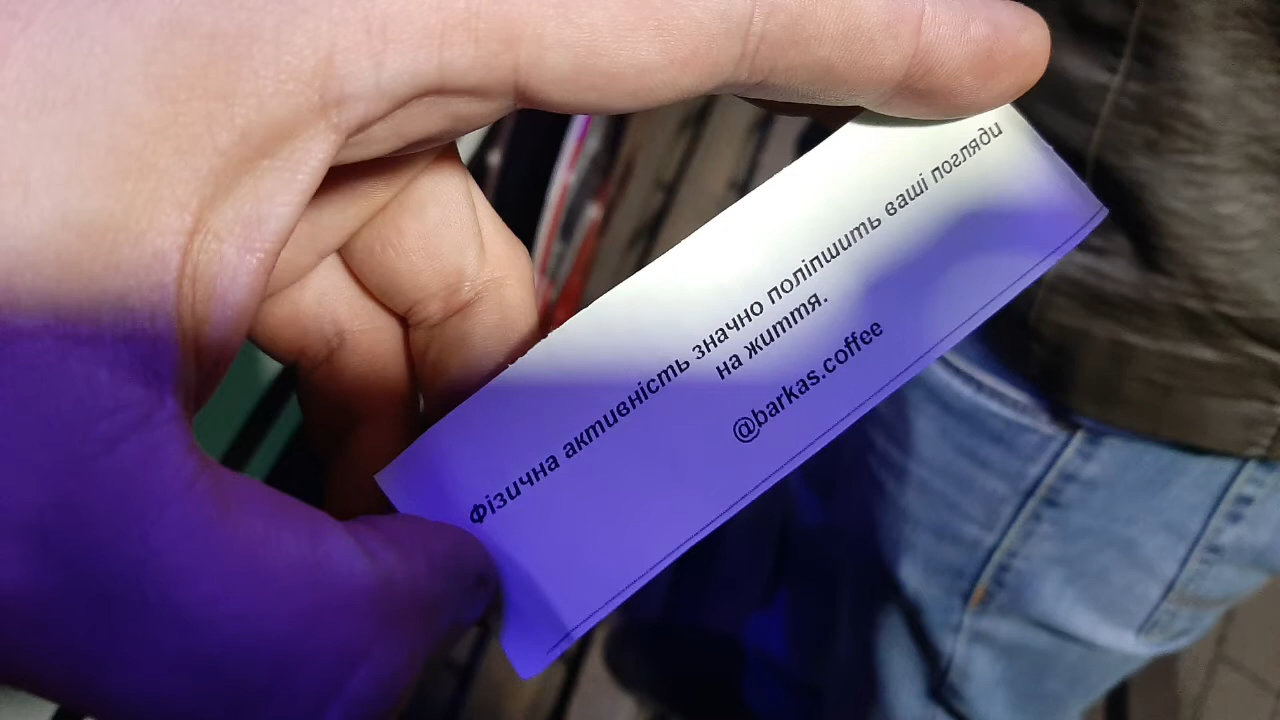 Фізична активність значно поліпшить ваші погляди
на життя.
@barkas.coffee